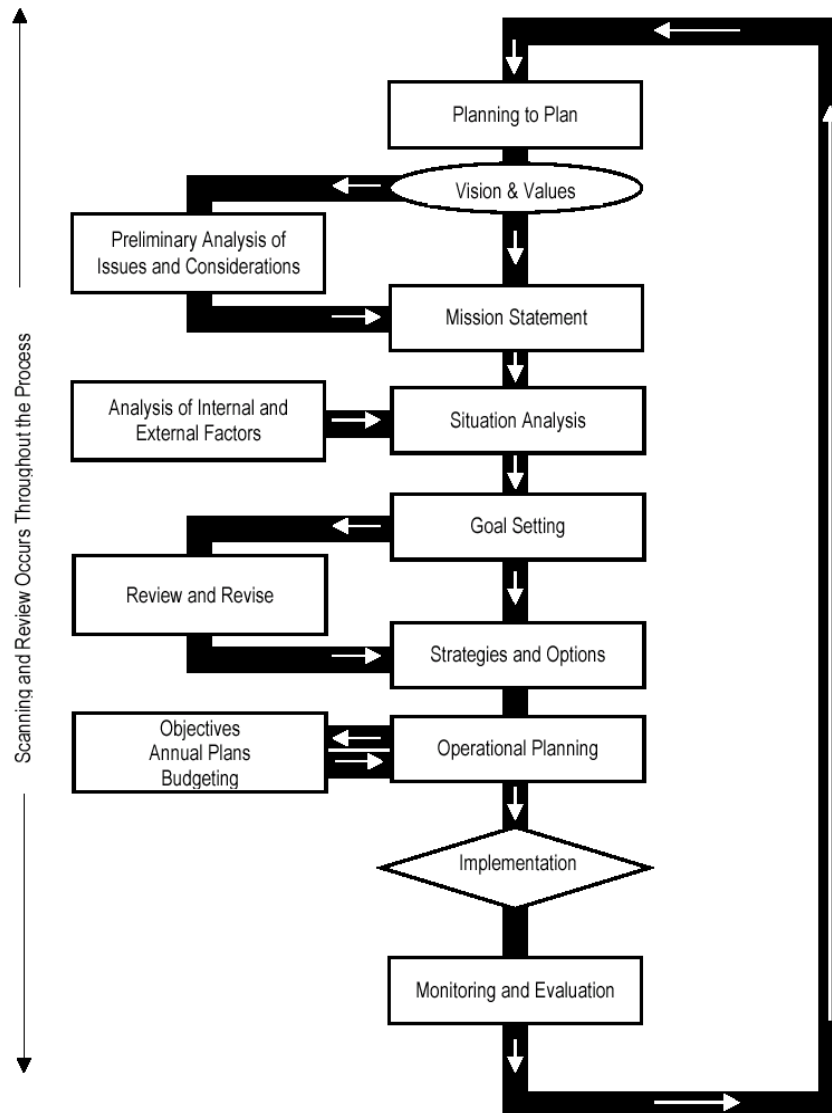 Planning to Plan
Vision & Values
Preliminary Analysis of
Issues and Considerations
Mission Statement
Analysis of Internal and
External Factors
Situation Analysis
Goal Setting
Review and Revise
Strategies and Options
Objectives
Annual Plans
Budgeting
Operational Planning
Implementation
Monitoring and Evaluation
Scanning and Review Occurs Throughout the Process